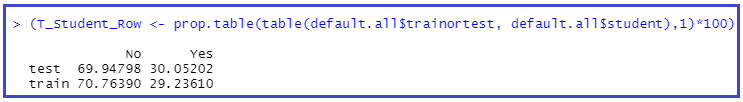 > (T_Student_Row <- prop.table(table(default.all$trainortest, default.all$student),1)*100)
No Yes
test 69.94798 30.05202
train 70.76390 29.23610